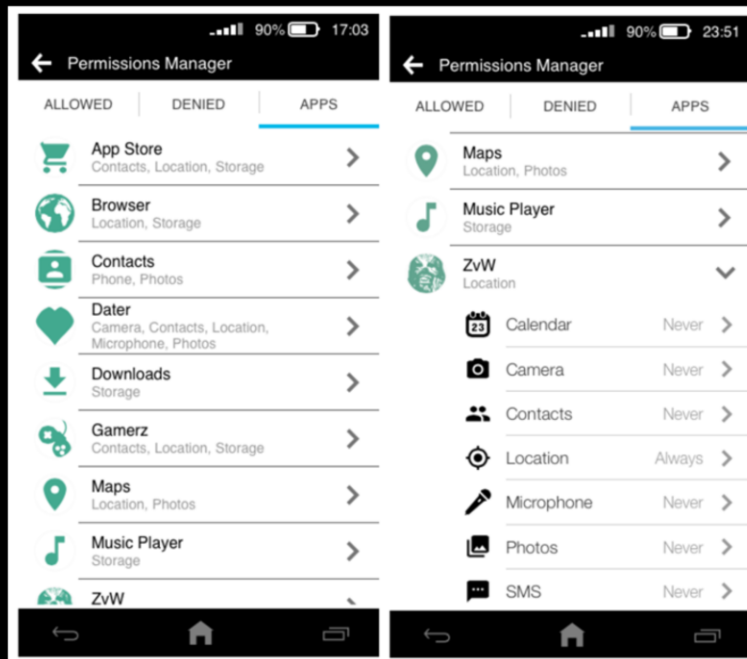 90% 17:03
Permissions Manager
ALLOWED DENIED APPS
App Store
Contacts, Location, Storage
Browser
Location, Storage
Contacts
Phone, Photos
Dater
Camera, Contacts, Location,
Microphone, Photos
Downloads
Storage
Gamerz
Contacts, Location, Storage
Maps
Location, Photos
Music Player
Storage
ZvW
90% 23:51
Permissions Manager
ALLOWED DENIED APPS
Maps
Location, Photos
Music Player
Storage
ZvW
Location
23 Calendar Never
Camera Never
Contacts Never
Location Always
Microphone Never
Photos Never
SMS Never